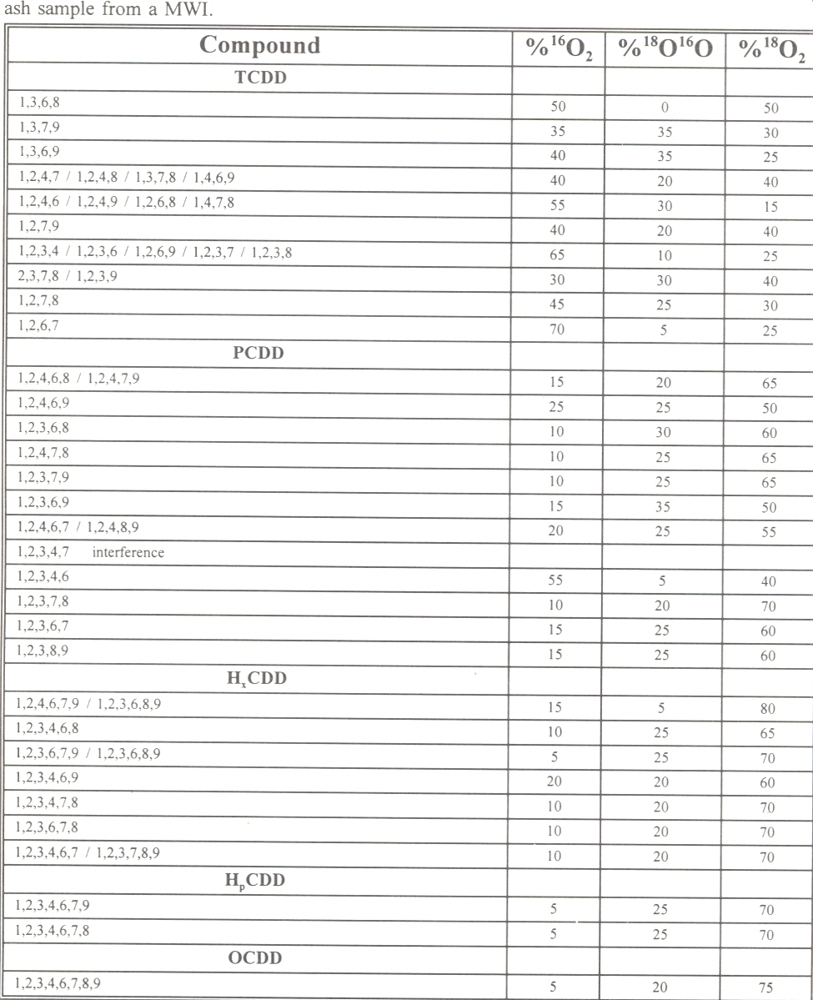 ash sample from a MWI.
Compound %¹⁶O₂ %¹⁸O¹⁶O %¹⁸O₂
TCDD
1,3,6,8 50 0 50
1,3,7,9 35 35 30
1,3,6,9 40 35 25
1,2,4,7 / 1,2,4,8 / 1,3,7,8 / 1,4,6,9 40 20 40
1,2,4,6 / 1,2,4,9 / 1,2,6,8 / 1,4,7,8 55 30 15
1,2,7,9 40 20 40
1,2,3,4 / 1,2,3,6 / 1,2,6,9 / 1,2,3,7 / 1,2,3,8 65 10 25
2,3,7,8 / 1,2,3,9 30 30 40
1,2,7,8 45 25 30
1,2,6,7 70 5 25
PCDD
1,2,4,6,8 / 1,2,4,7,9 15 20 65
1,2,4,6,9 25 25 50
1,2,3,6,8 10 30 60
1,2,4,7,8 10 25 65
1,2,3,7,9 10 25 65
1,2,3,6,9 15 35 50
1,2,4,6,7 / 1,2,4,8,9 20 25 55
1,2,3,4,7 interference
1,2,3,4,6 55 5 40
1,2,3,7,8 10 20 70
1,2,3,6,7 15 25 60
1,2,3,8,9 15 25 60
HₓCDD
1,2,4,6,7,9 / 1,2,3,6,8,9 15 5 80
1,2,3,4,6,8 10 25 65
1,2,3,6,7,9 / 1,2,3,6,8,9 5 25 70
1,2,3,4,6,9 20 20 60
1,2,3,4,7,8 10 20 70
1,2,3,6,7,8 10 20 70
1,2,3,4,6,7 / 1,2,3,7,8,9 10 20 70
HₚCDD
1,2,3,4,6,7,9 5 25 70
1,2,3,4,6,7,8 5 25 70
OCDD
1,2,3,4,6,7,8,9 5 20 75